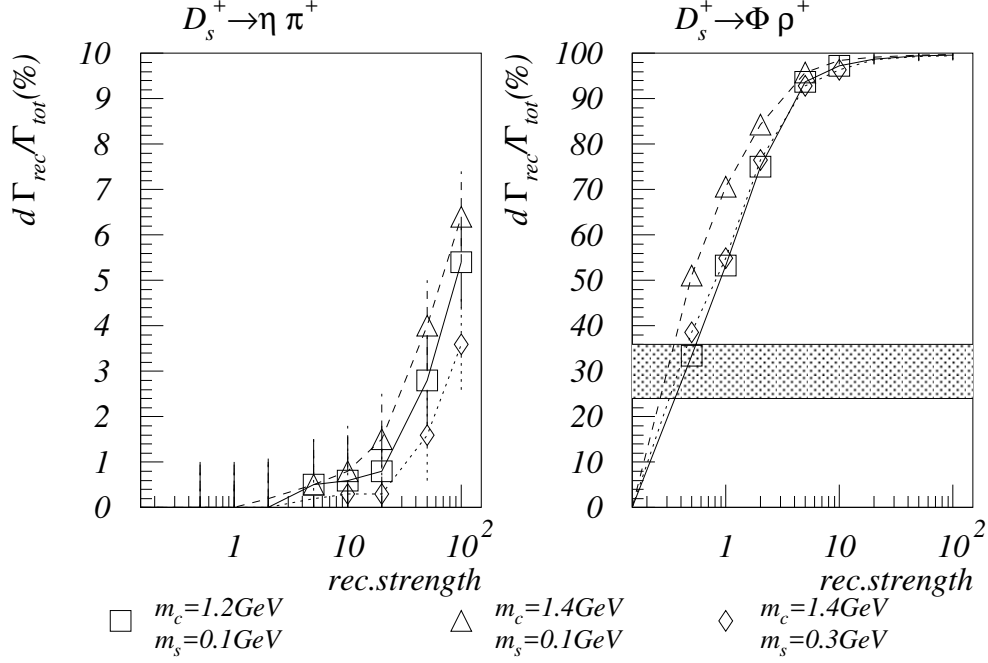 D_s^+→η π^+
D_s^+→Φ ρ^+
dΓ_rec/Γ_tot(%)
10
9
8
7
6
5
4
3
2
1
0
1
10
10^2
rec.strength
dΓ_rec/Γ_tot(%)
100
90
80
70
60
50
40
30
20
10
0
1
10
10^2
rec.strength
m_c=1.2GeV
m_s=0.1GeV
m_c=1.4GeV
m_s=0.1GeV
m_c=1.4GeV
m_s=0.3GeV